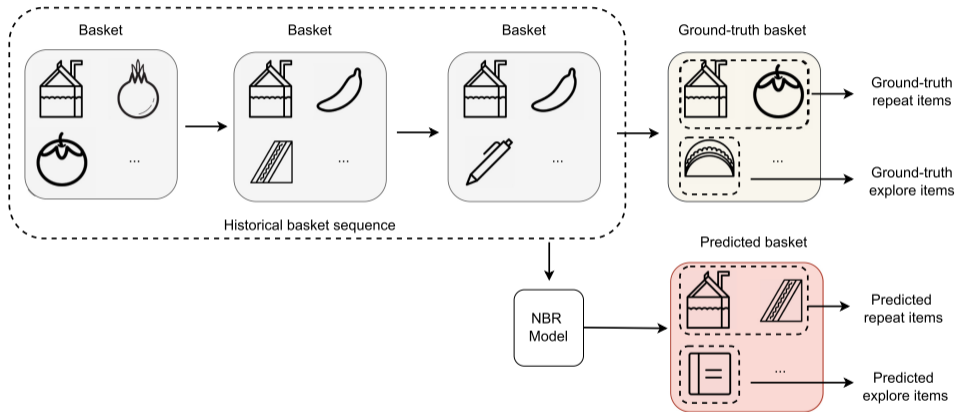 Basket
Basket
Basket
Ground-truth basket
...
...
...
Historical basket sequence
Ground-truth
repeat items
Ground-truth
explore items
NBR
Model
Predicted basket
...
Predicted
repeat items
Predicted
explore items